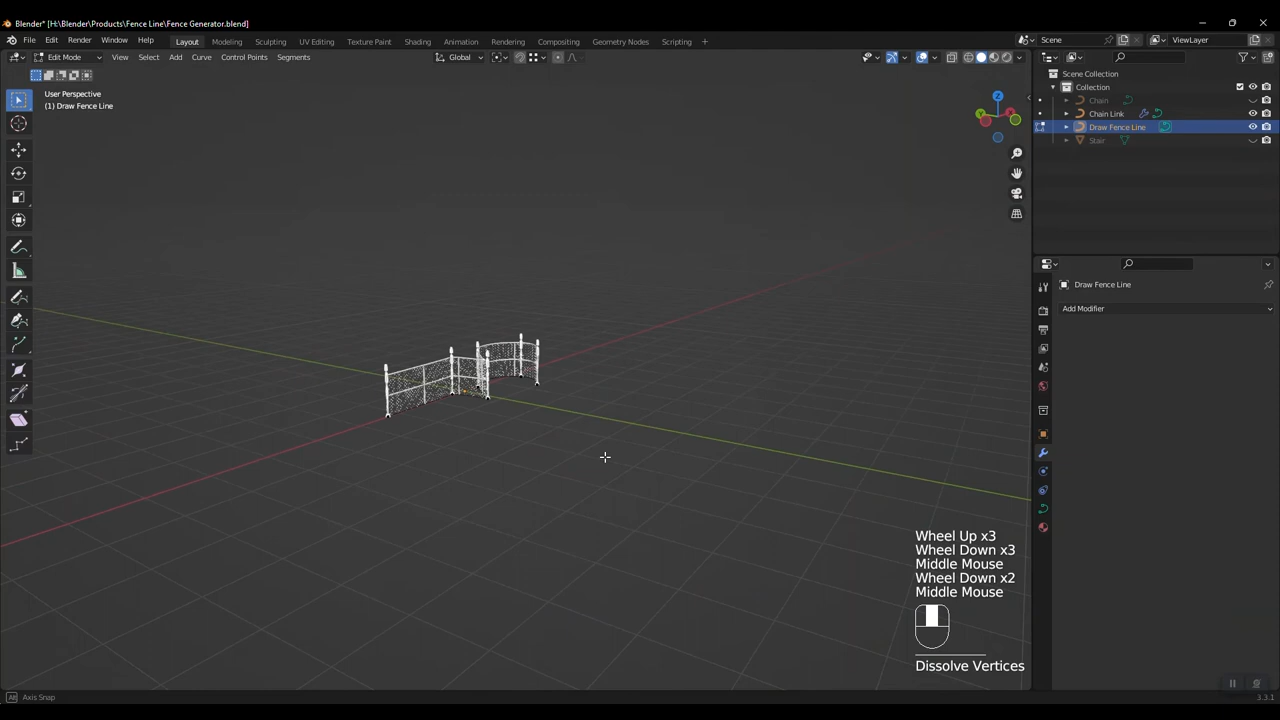 Blender* [H:\Blender\Products\Fence Line\Fence Generator.blend]
File Edit Render Window Help Layout Modeling Sculpting UV Editing Texture Paint Shading Animation Rendering Compositing Geometry Nodes Scripting + Scene ViewLayer
Edit Mode View Select Add Curve Control Points Segments Global
User Perspective
(1) Draw Fence Line
Z
Scene Collection
Collection
Chain
Chain Link
Draw Fence Line
Stair
Draw Fence Line
Add Modifier
Wheel Up x3
Wheel Down x3
Middle Mouse
Wheel Down x2
Middle Mouse
Dissolve Vertices
Axis Snap
3.3.1